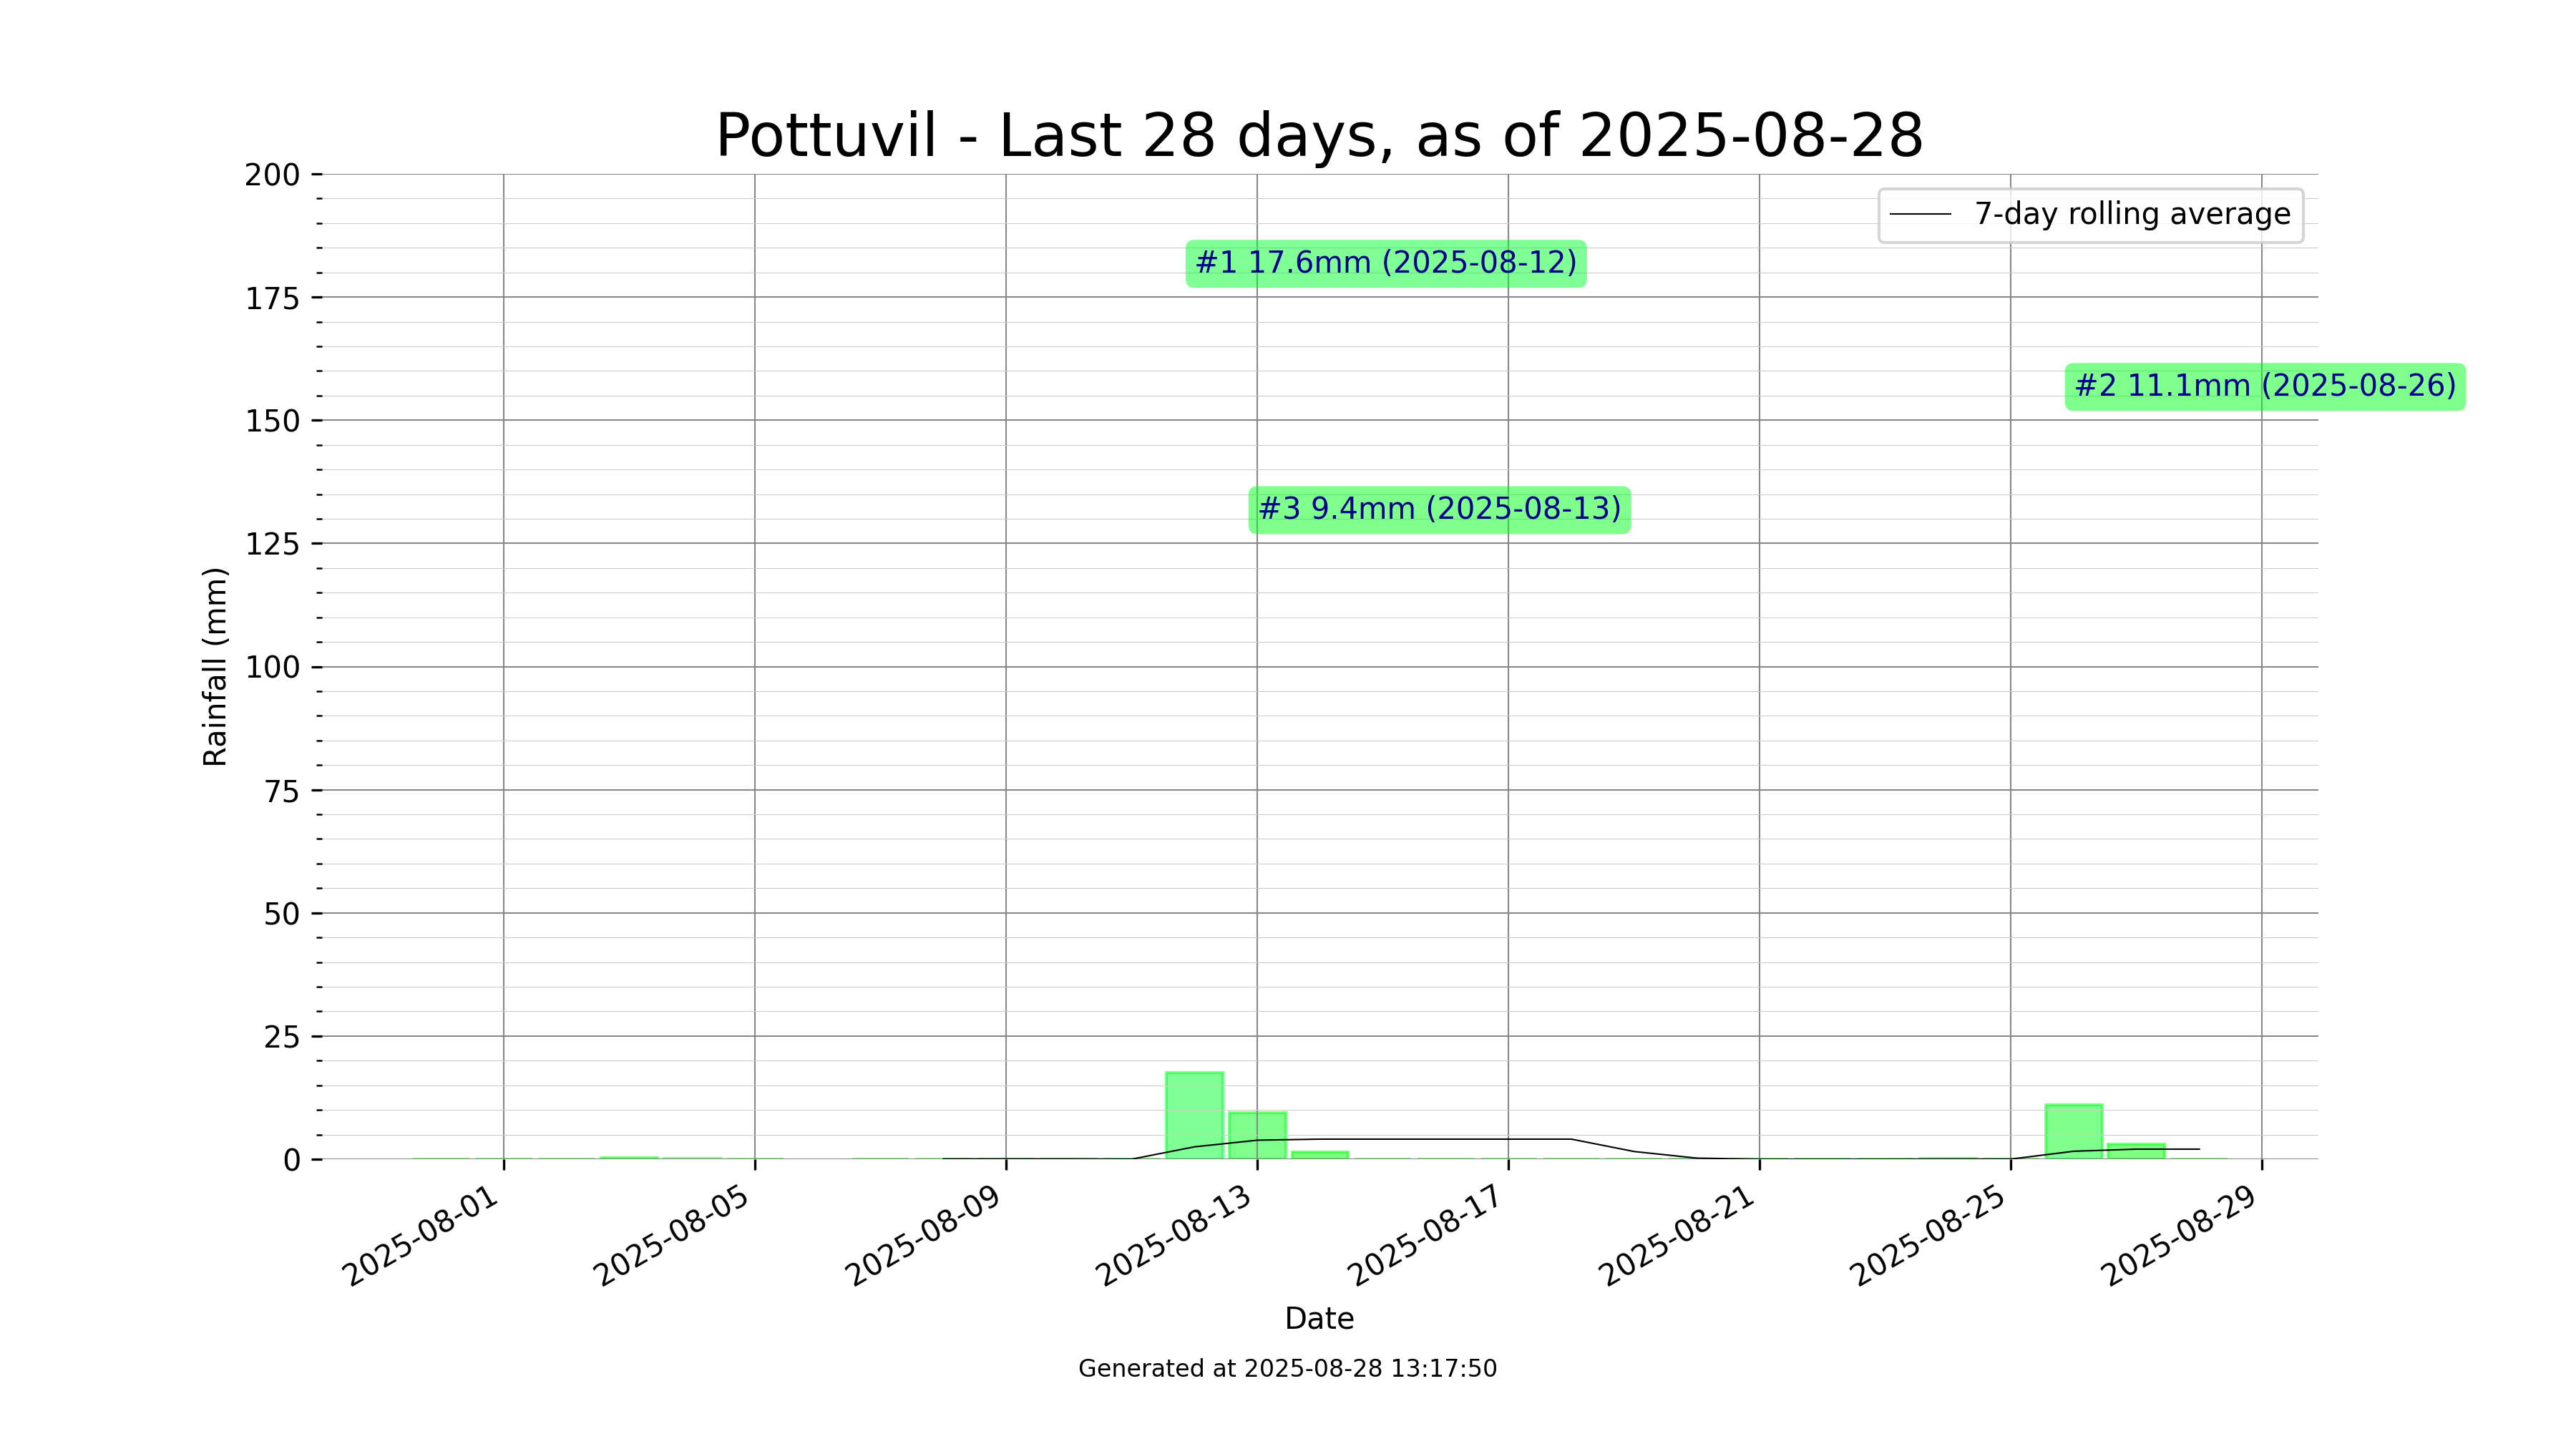 Pottuvil - Last 28 days, as of 2025-08-28
7-day rolling average
#1 17.6mm (2025-08-12)
#2 11.1mm (2025-08-26)
#3 9.4mm (2025-08-13)
Rainfall (mm)
200
175
150
125
100
75
50
25
0
2025-08-01
2025-08-05
2025-08-09
2025-08-13
2025-08-17
2025-08-21
2025-08-25
2025-08-29
Date
Generated at 2025-08-28 13:17:50